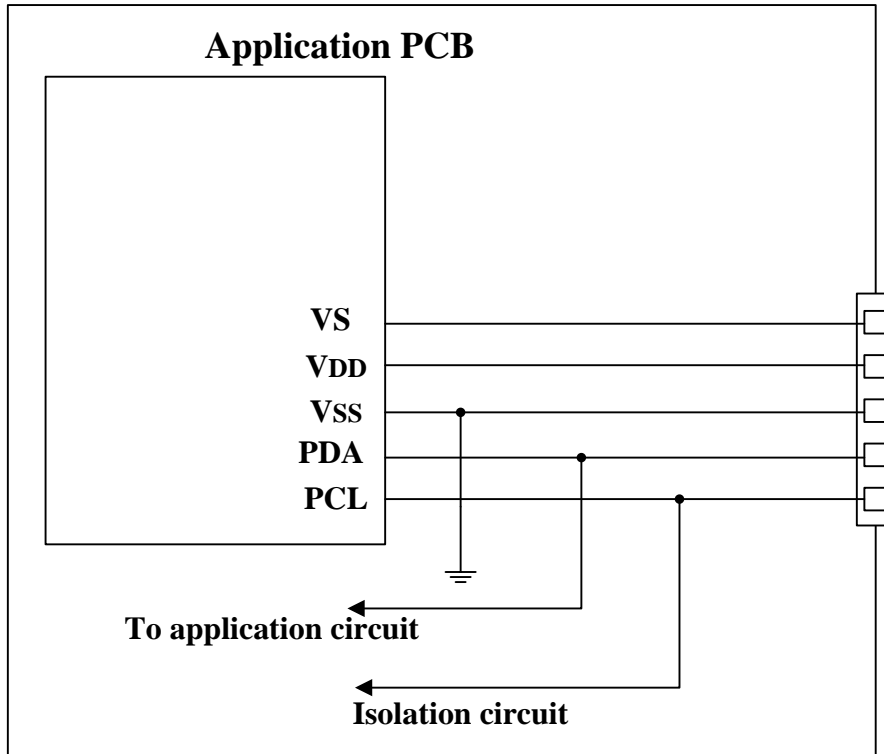 Application PCB
VS
VDD
VSS
PDA
PCL
To application circuit
Isolation circuit